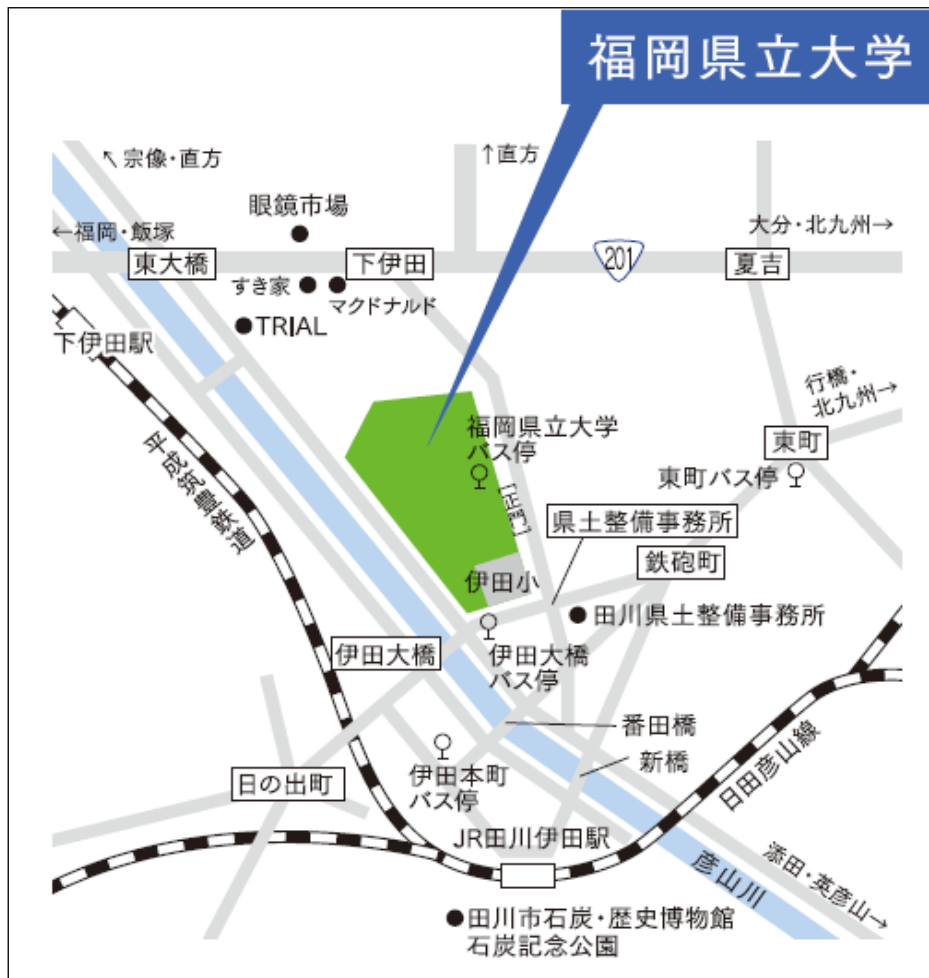 福岡県立大学
↖宗像・直方
↑直方
眼鏡市場
←福岡・飯塚
大分・北九州→
東大橋
下伊田
201
夏吉
すき家
マクドナルド
TRIAL
下伊田駅
行橋・
北九州→
福岡県立大学
バス停
東町
東町バス停
平成筑豊鉄道
[正門]
県土整備事務所
鉄砲町
伊田小
田川県土整備事務所
伊田大橋
伊田大橋
バス停
番田橋
新橋
伊田本町
バス停
日の出町
日田彦山線
JR田川伊田駅
彦山川
添田・英彦山→
田川市石炭・歴史博物館
石炭記念公園